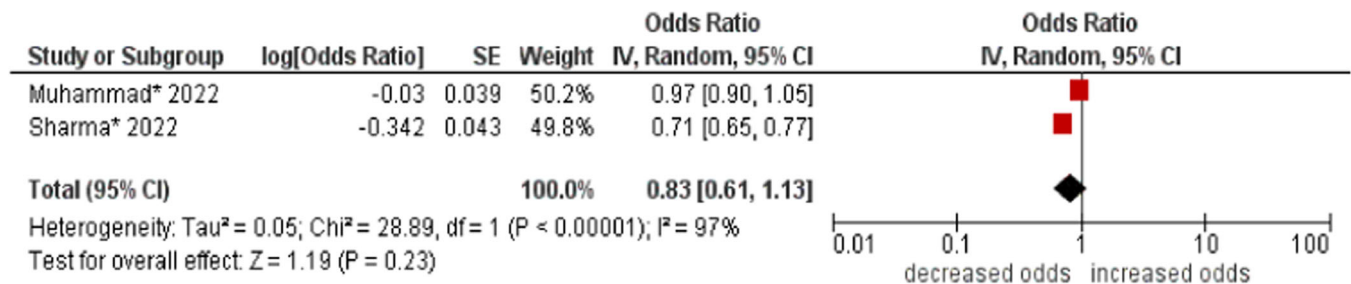 Odds Ratio Odds Ratio
Study or Subgroup log[Odds Ratio] SE Weight IV, Random, 95% CI IV, Random, 95% CI
Muhammad* 2022 -0.03 0.039 50.2% 0.97 [0.90, 1.05]
Sharma* 2022 -0.342 0.043 49.8% 0.71 [0.65, 0.77]
Total (95% CI) 100.0% 0.83 [0.61, 1.13]
Heterogeneity: Tau² = 0.05; Chi² = 28.89, df = 1 (P < 0.00001); I² = 97%
Test for overall effect: Z = 1.19 (P = 0.23)
0.01 0.1 1 10 100
decreased odds increased odds